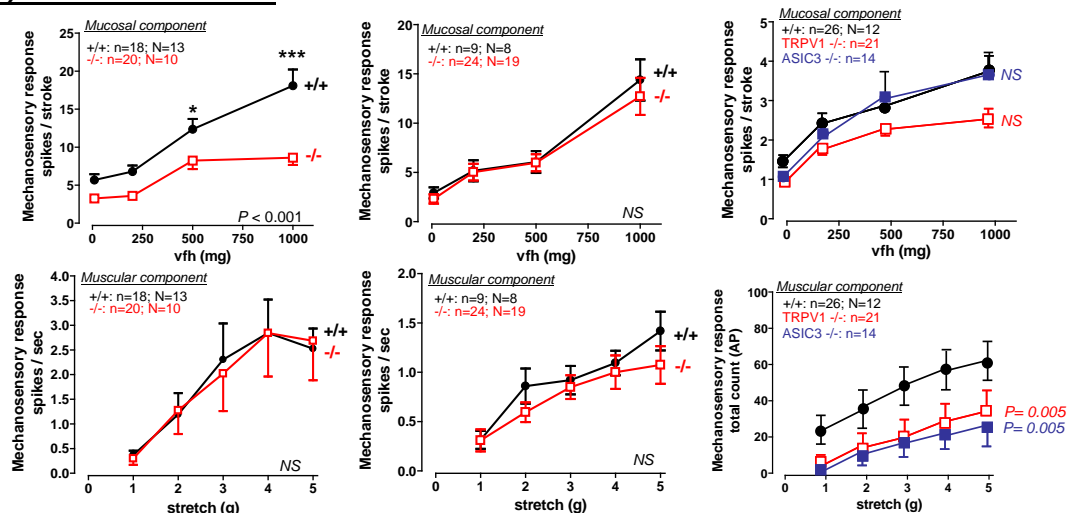 Mucosal component
+/+: n=18; N=13
-/-: n=20; N=10
***
*
+/+
-/-
P < 0.001
Mechanosensory response
spikes / stroke
25
20
15
10
5
0
0 250 500 750 1000
vfh (mg)
Mucosal component
+/+: n=9; N=8
-/-: n=24; N=19
+/+
-/-
NS
Mechanosensory response
spikes / stroke
20
15
10
5
0
0 250 500 750 1000
vfh (mg)
Mucosal component
+/+: n=26; N=12
TRPV1 -/-: n=21
ASIC3 -/-: n=14
NS
NS
Mechanosensory response
spikes / stroke
5
4
3
2
1
0
0 250 500 750 1000
vfh (mg)
Muscular component
+/+: n=18; N=13
-/-: n=20; N=10
+/+
-/-
NS
Mechanosensory response
spikes / sec
4.0
3.5
3.0
2.5
2.0
1.5
1.0
0.5
0.0
0 1 2 3 4 5
stretch (g)
Muscular component
+/+: n=9; N=8
-/-: n=24; N=19
+/+
-/-
NS
Mechanosensory response
spikes / sec
2.0
1.5
1.0
0.5
0.0
0 1 2 3 4 5
stretch (g)
Muscular component
+/+: n=26; N=12
TRPV1 -/-: n=21
ASIC3 -/-: n=14
P= 0.005
P= 0.005
Mechanosensory response
total count (AP)
100
80
60
40
20
0
0 1 2 3 4 5
stretch (g)